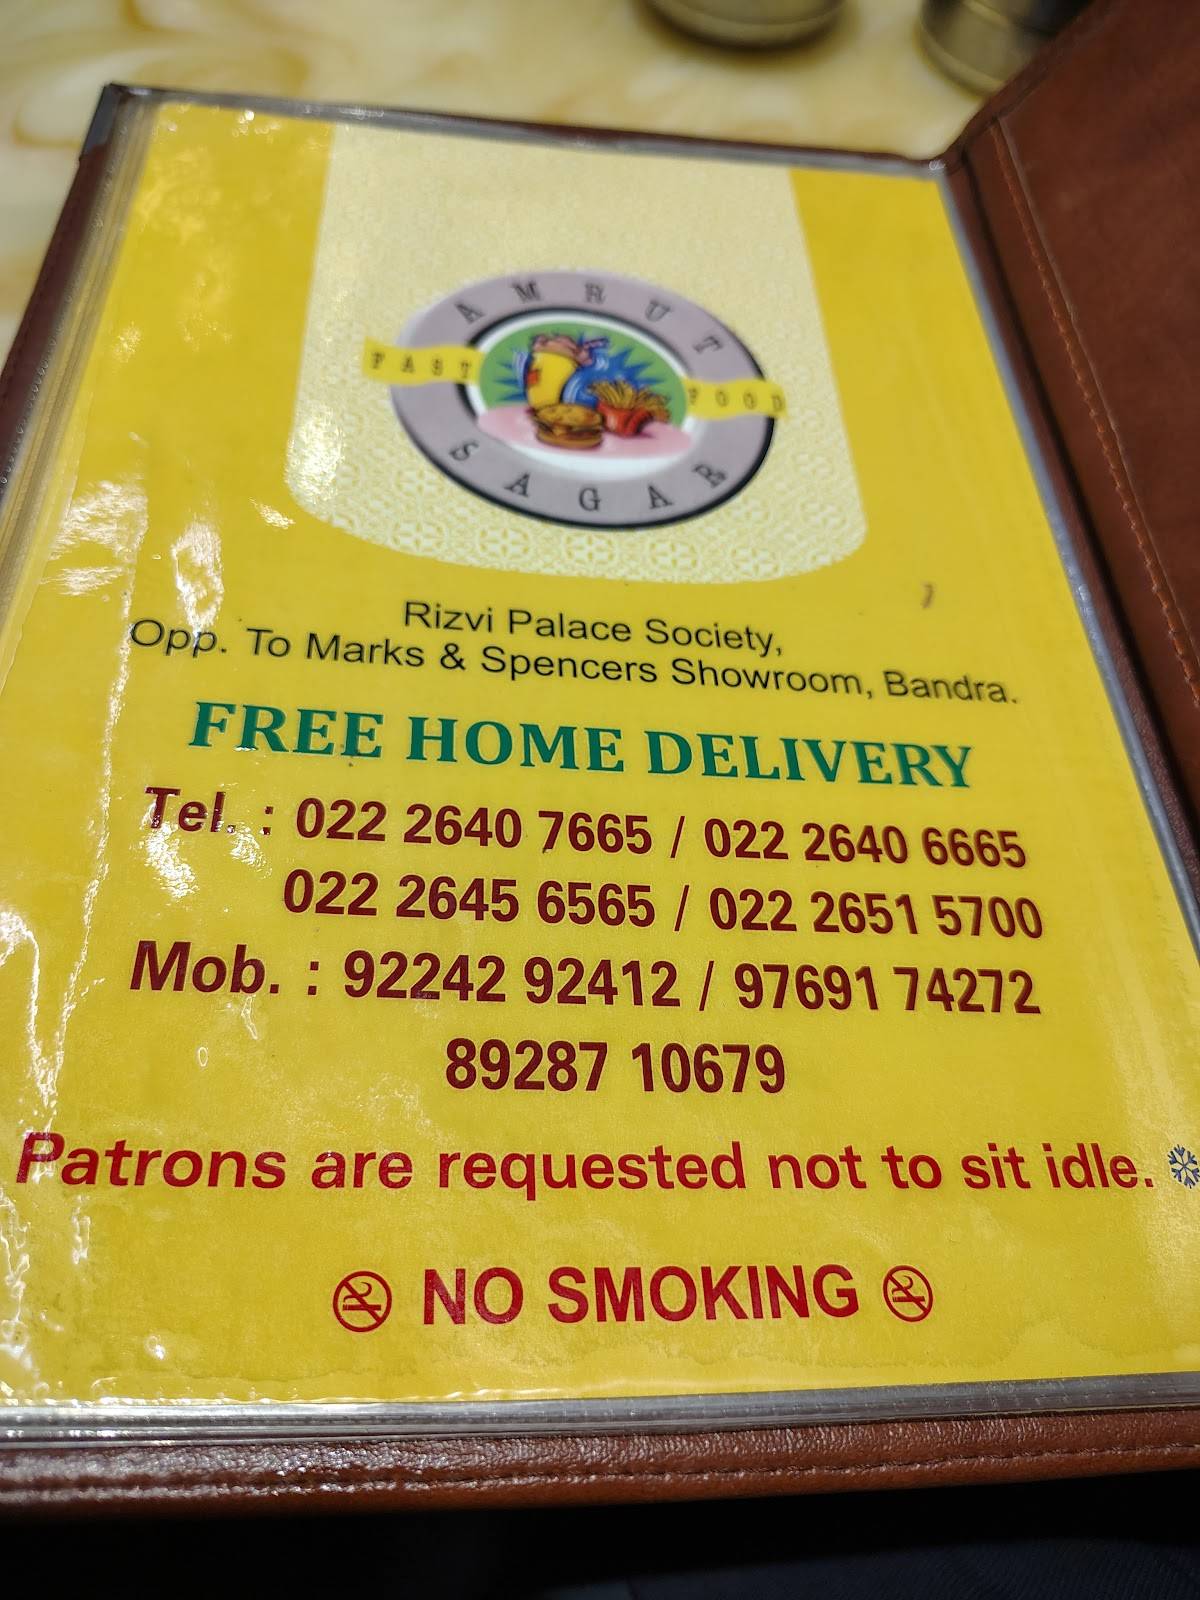 AMRUT
FAST FOOD
SAGAR
Rizvi Palace Society,
Opp. To Marks & Spencers Showroom, Bandra.
FREE HOME DELIVERY
Tel. : 022 2640 7665 / 022 2640 6665
022 2645 6565 / 022 2651 5700
Mob. : 92242 92412 / 97691 74272
89287 10679
Patrons are requested not to sit idle.
NO SMOKING